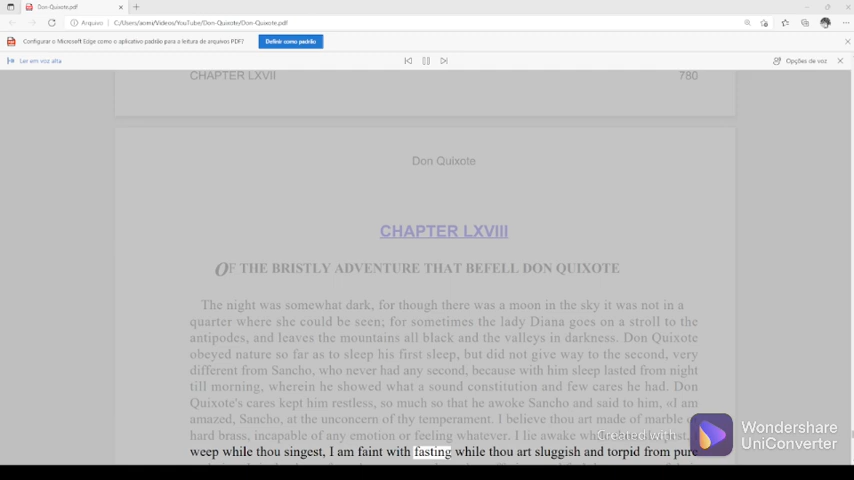 Don-Quixote.pdf
Arquivo C:/Users/aoms/Videos/YouTube/Don-Quixote/Don-Quixote.pdf
Configurar o Microsoft Edge como o aplicativo padrão para a leitura de arquivos PDF? Definir como padrão
Ler em voz alta Opções de voz
CHAPTER LXVII 780
Don Quixote
CHAPTER LXVIII
OF THE BRISTLY ADVENTURE THAT BEFELL DON QUIXOTE
The night was somewhat dark, for though there was a moon in the sky it was not in a
quarter where she could be seen; for sometimes the lady Diana goes on a stroll to the
antipodes, and leaves the mountains all black and the valleys in darkness. Don Quixote
obeyed nature so far as to sleep his first sleep, but did not give way to the second, very
different from Sancho, who never had any second, because with him sleep lasted from night
till morning, wherein he showed what a sound constitution and few cares he had. Don
Quixote's cares kept him restless, so much so that he awoke Sancho and said to him, «I am
amazed, Sancho, at the unconcern of thy temperament. I believe thou art made of marble or
hard brass, incapable of any emotion or feeling whatever. I lie awake I
weep while thou singest, I am faint with fasting while thou art sluggish and torpid from pure
Created with Wondershare
UniConverter